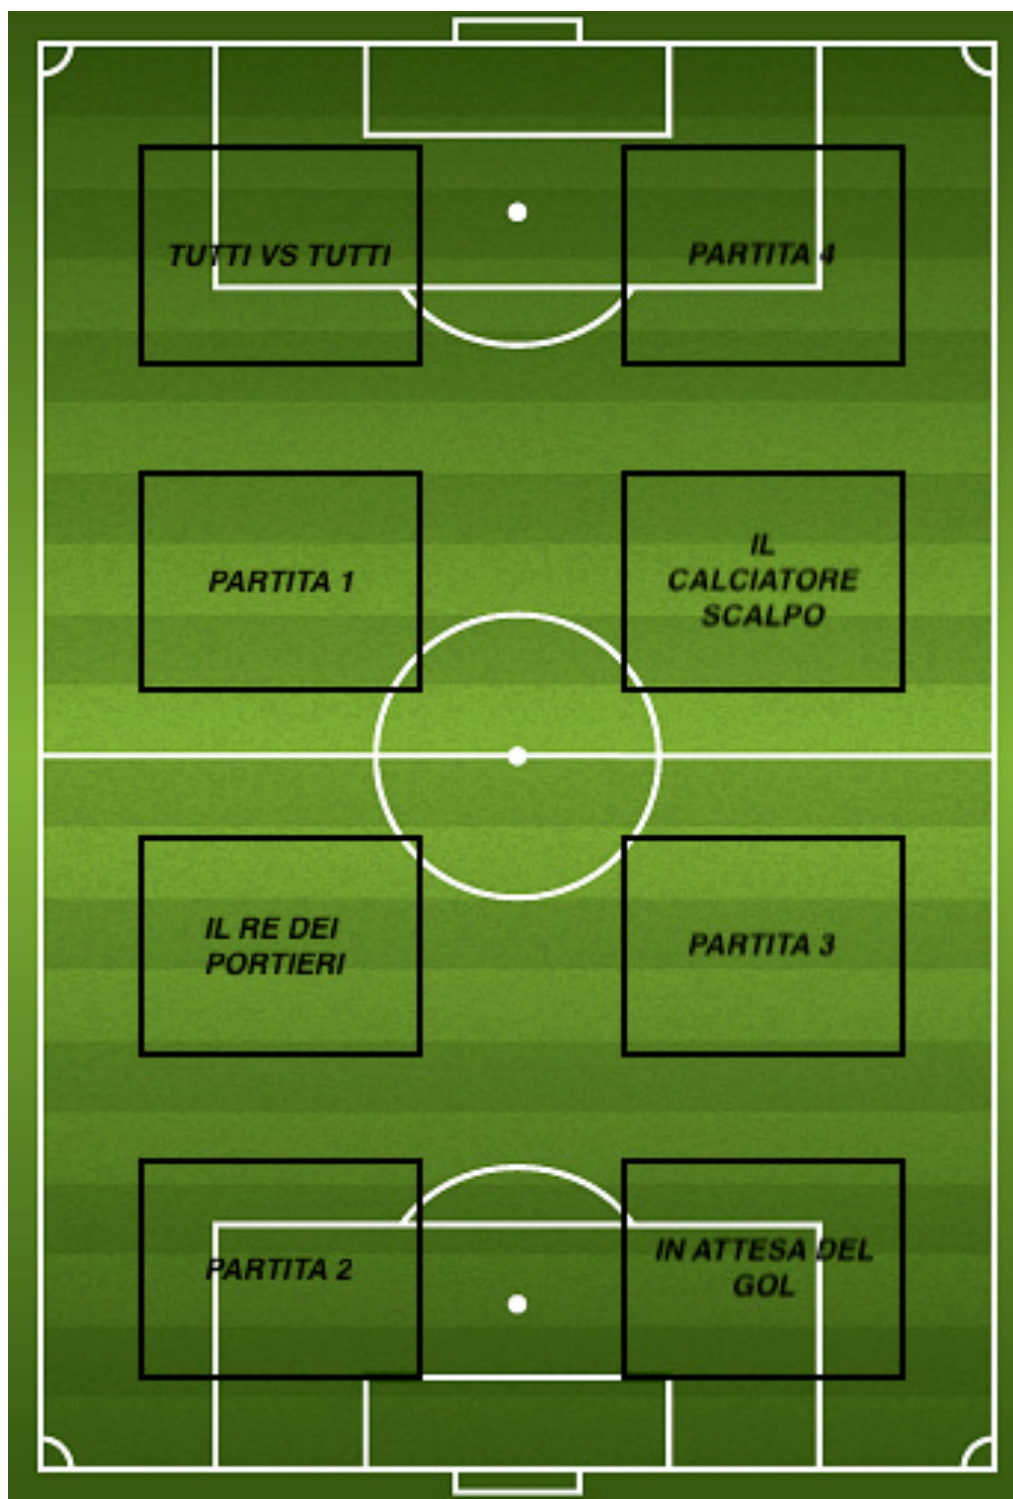 TUTTI VS TUTTI
PARTITA 4
PARTITA 1
IL
CALCIATORE
SCALPO
IL RE DEI
PORTIERI
PARTITA 3
PARTITA 2
IN ATTESA DEL
GOL